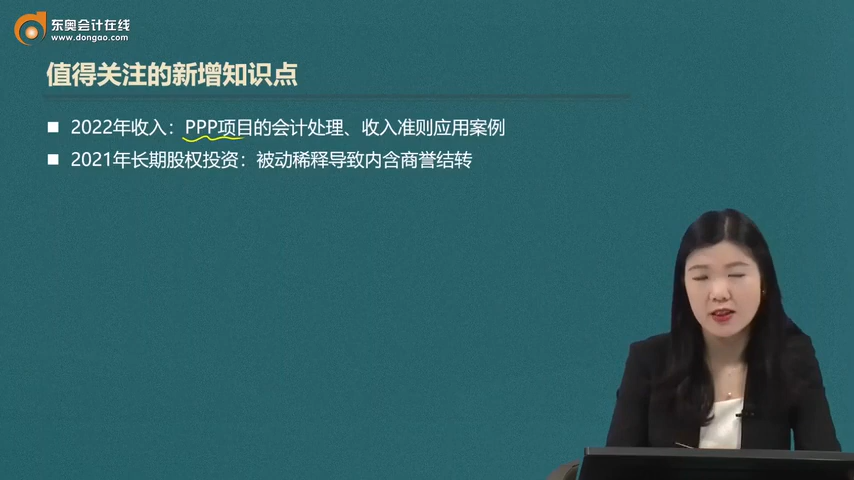 东奥会计在线
www.dongao.com
值得关注的新增知识点
2022年收入：PPP项目的会计处理、收入准则应用案例
2021年长期股权投资：被动稀释导致内含商誉结转